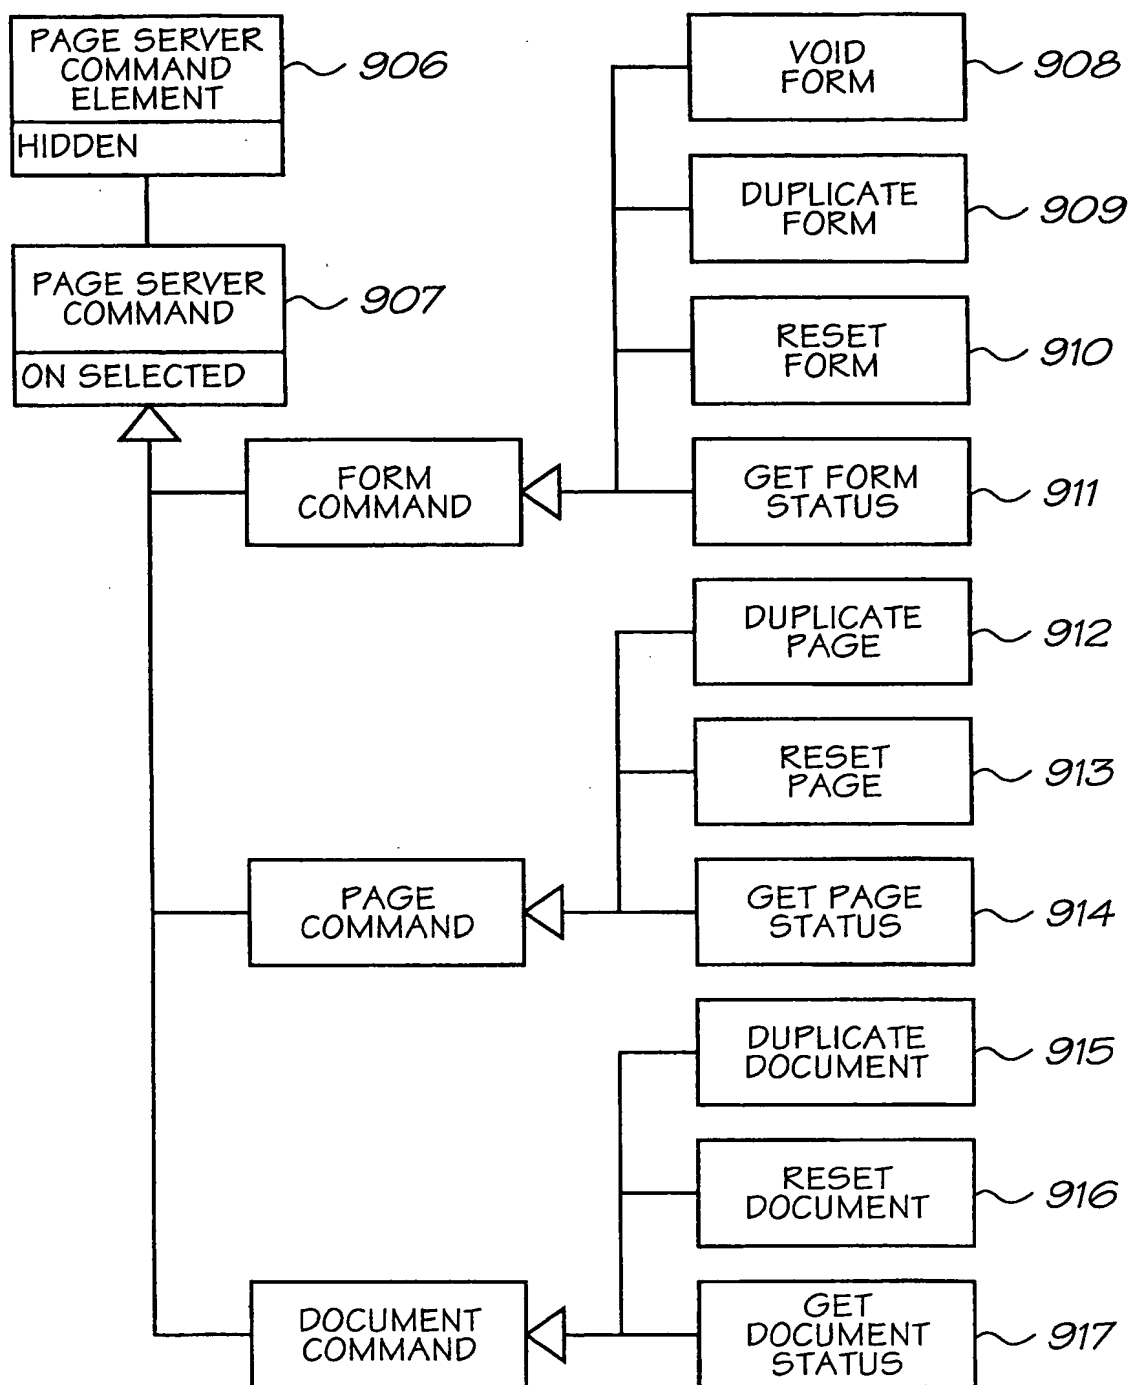 PAGE SERVER
COMMAND
ELEMENT
906
HIDDEN
PAGE SERVER
COMMAND
907
ON SELECTED
FORM
COMMAND
VOID
FORM
908
DUPLICATE
FORM
909
RESET
FORM
910
GET FORM
STATUS
911
PAGE
COMMAND
DUPLICATE
PAGE
912
RESET
PAGE
913
GET PAGE
STATUS
914
DOCUMENT
COMMAND
DUPLICATE
DOCUMENT
915
RESET
DOCUMENT
916
GET
DOCUMENT
STATUS
917